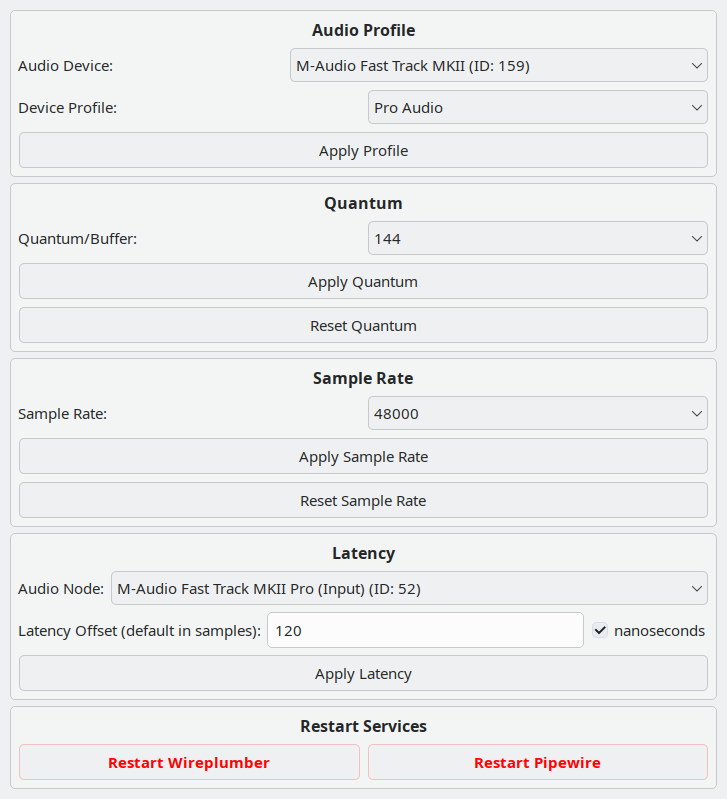 Audio Profile
Audio Device: M-Audio Fast Track MKII (ID: 159)
Device Profile: Pro Audio
Apply Profile
Quantum
Quantum/Buffer: 144
Apply Quantum
Reset Quantum
Sample Rate
Sample Rate: 48000
Apply Sample Rate
Reset Sample Rate
Latency
Audio Node: M-Audio Fast Track MKII Pro (Input) (ID: 52)
Latency Offset (default in samples): 120 nanoseconds
Apply Latency
Restart Services
Restart Wireplumber Restart Pipewire